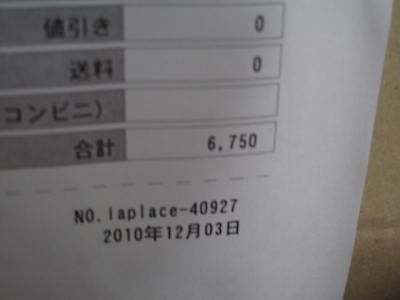 値引き 0
送料 0
コンビニ)
合計 6,750
NO.laplace-40927
2010年12月03日